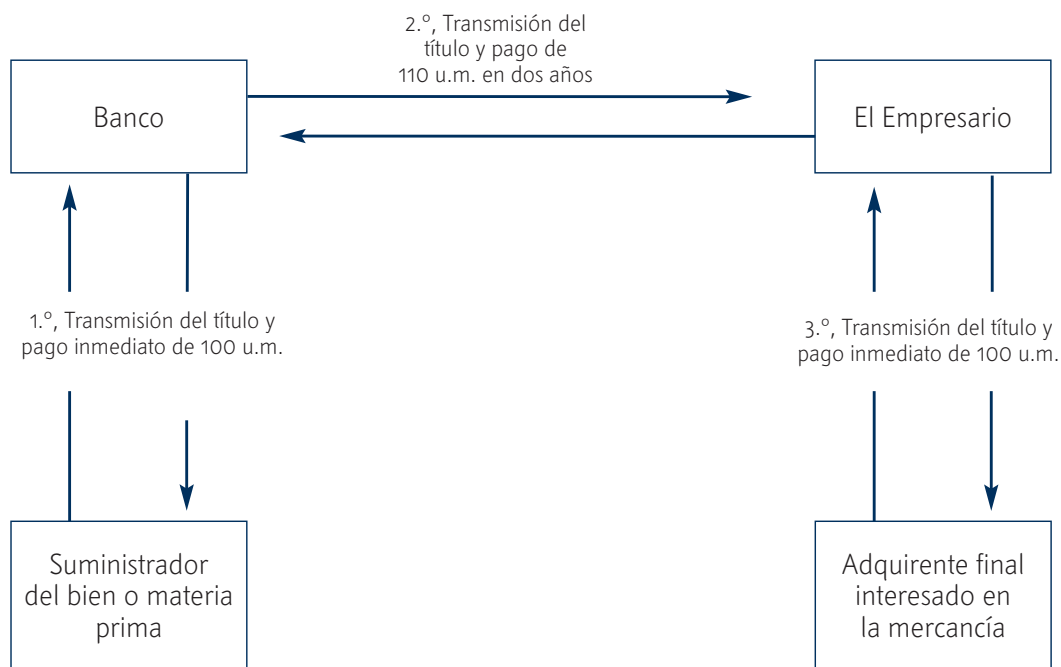 2.º, Transmisión del
título y pago de
110 u.m. en dos años
Banco
El Empresario
1.º, Transmisión del título y
pago inmediato de 100 u.m.
3.º, Transmisión del título y
pago inmediato de 100 u.m.
Suministrador
del bien o materia
prima
Adquirente final
interesado en
la mercancía